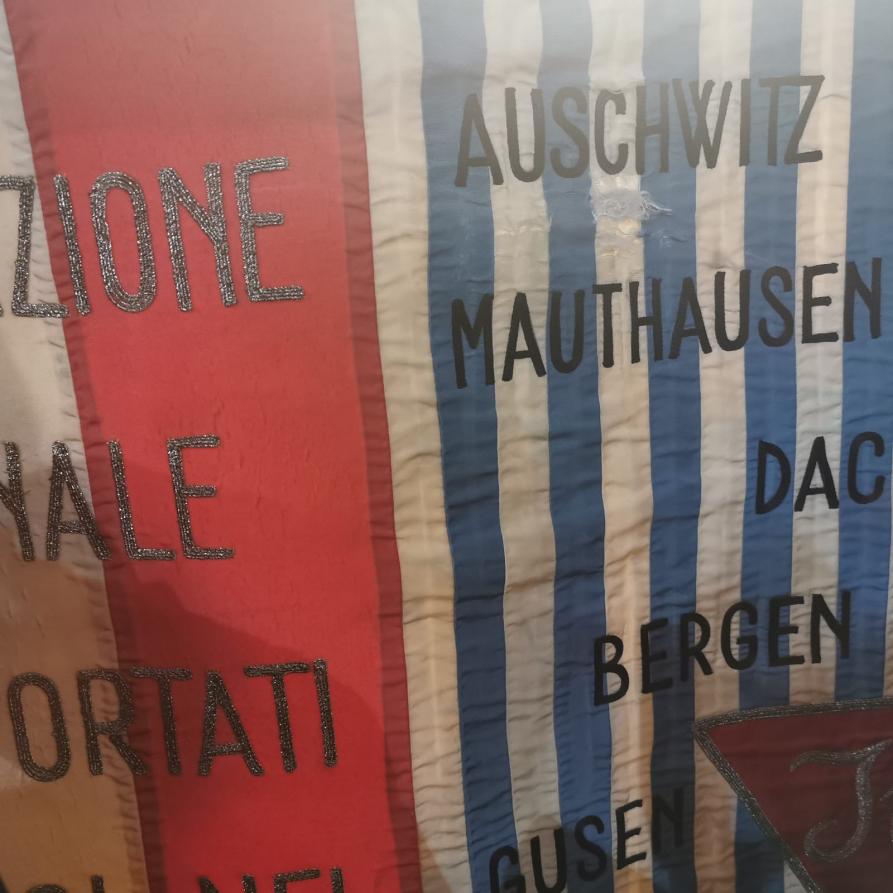 ZIONE
NALE
ORTATI
AUSCHWITZ
MAUTHAUSEN
DAC
BERGEN
GUSEN